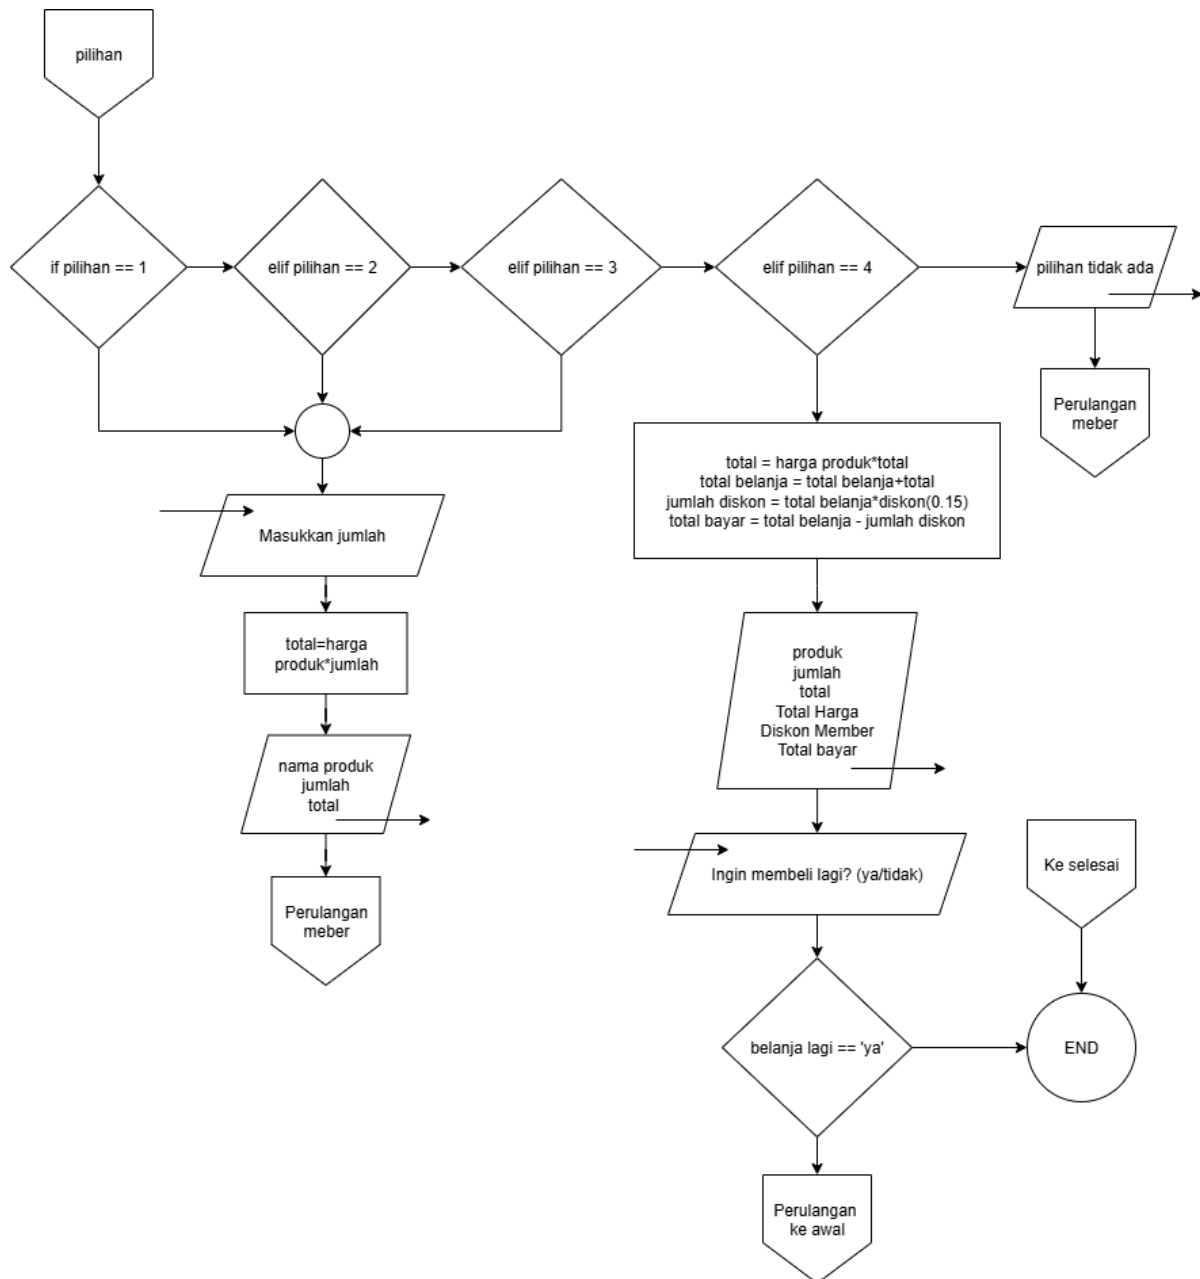 pilihan
if pilihan == 1
elif pilihan == 2
elif pilihan == 3
elif pilihan == 4
pilihan tidak ada
Perulangan
meber
Masukkan jumlah
total=harga
produk*jumlah
nama produk
jumlah
total
Perulangan
meber
total = harga produk*total
total belanja = total belanja+total
jumlah diskon = total belanja*diskon(0.15)
total bayar = total belanja - jumlah diskon
produk
jumlah
total
Total Harga
Diskon Member
Total bayar
Ingin membeli lagi? (ya/tidak)
belanja lagi == 'ya'
Perulangan
ke awal
Ke selesai
END